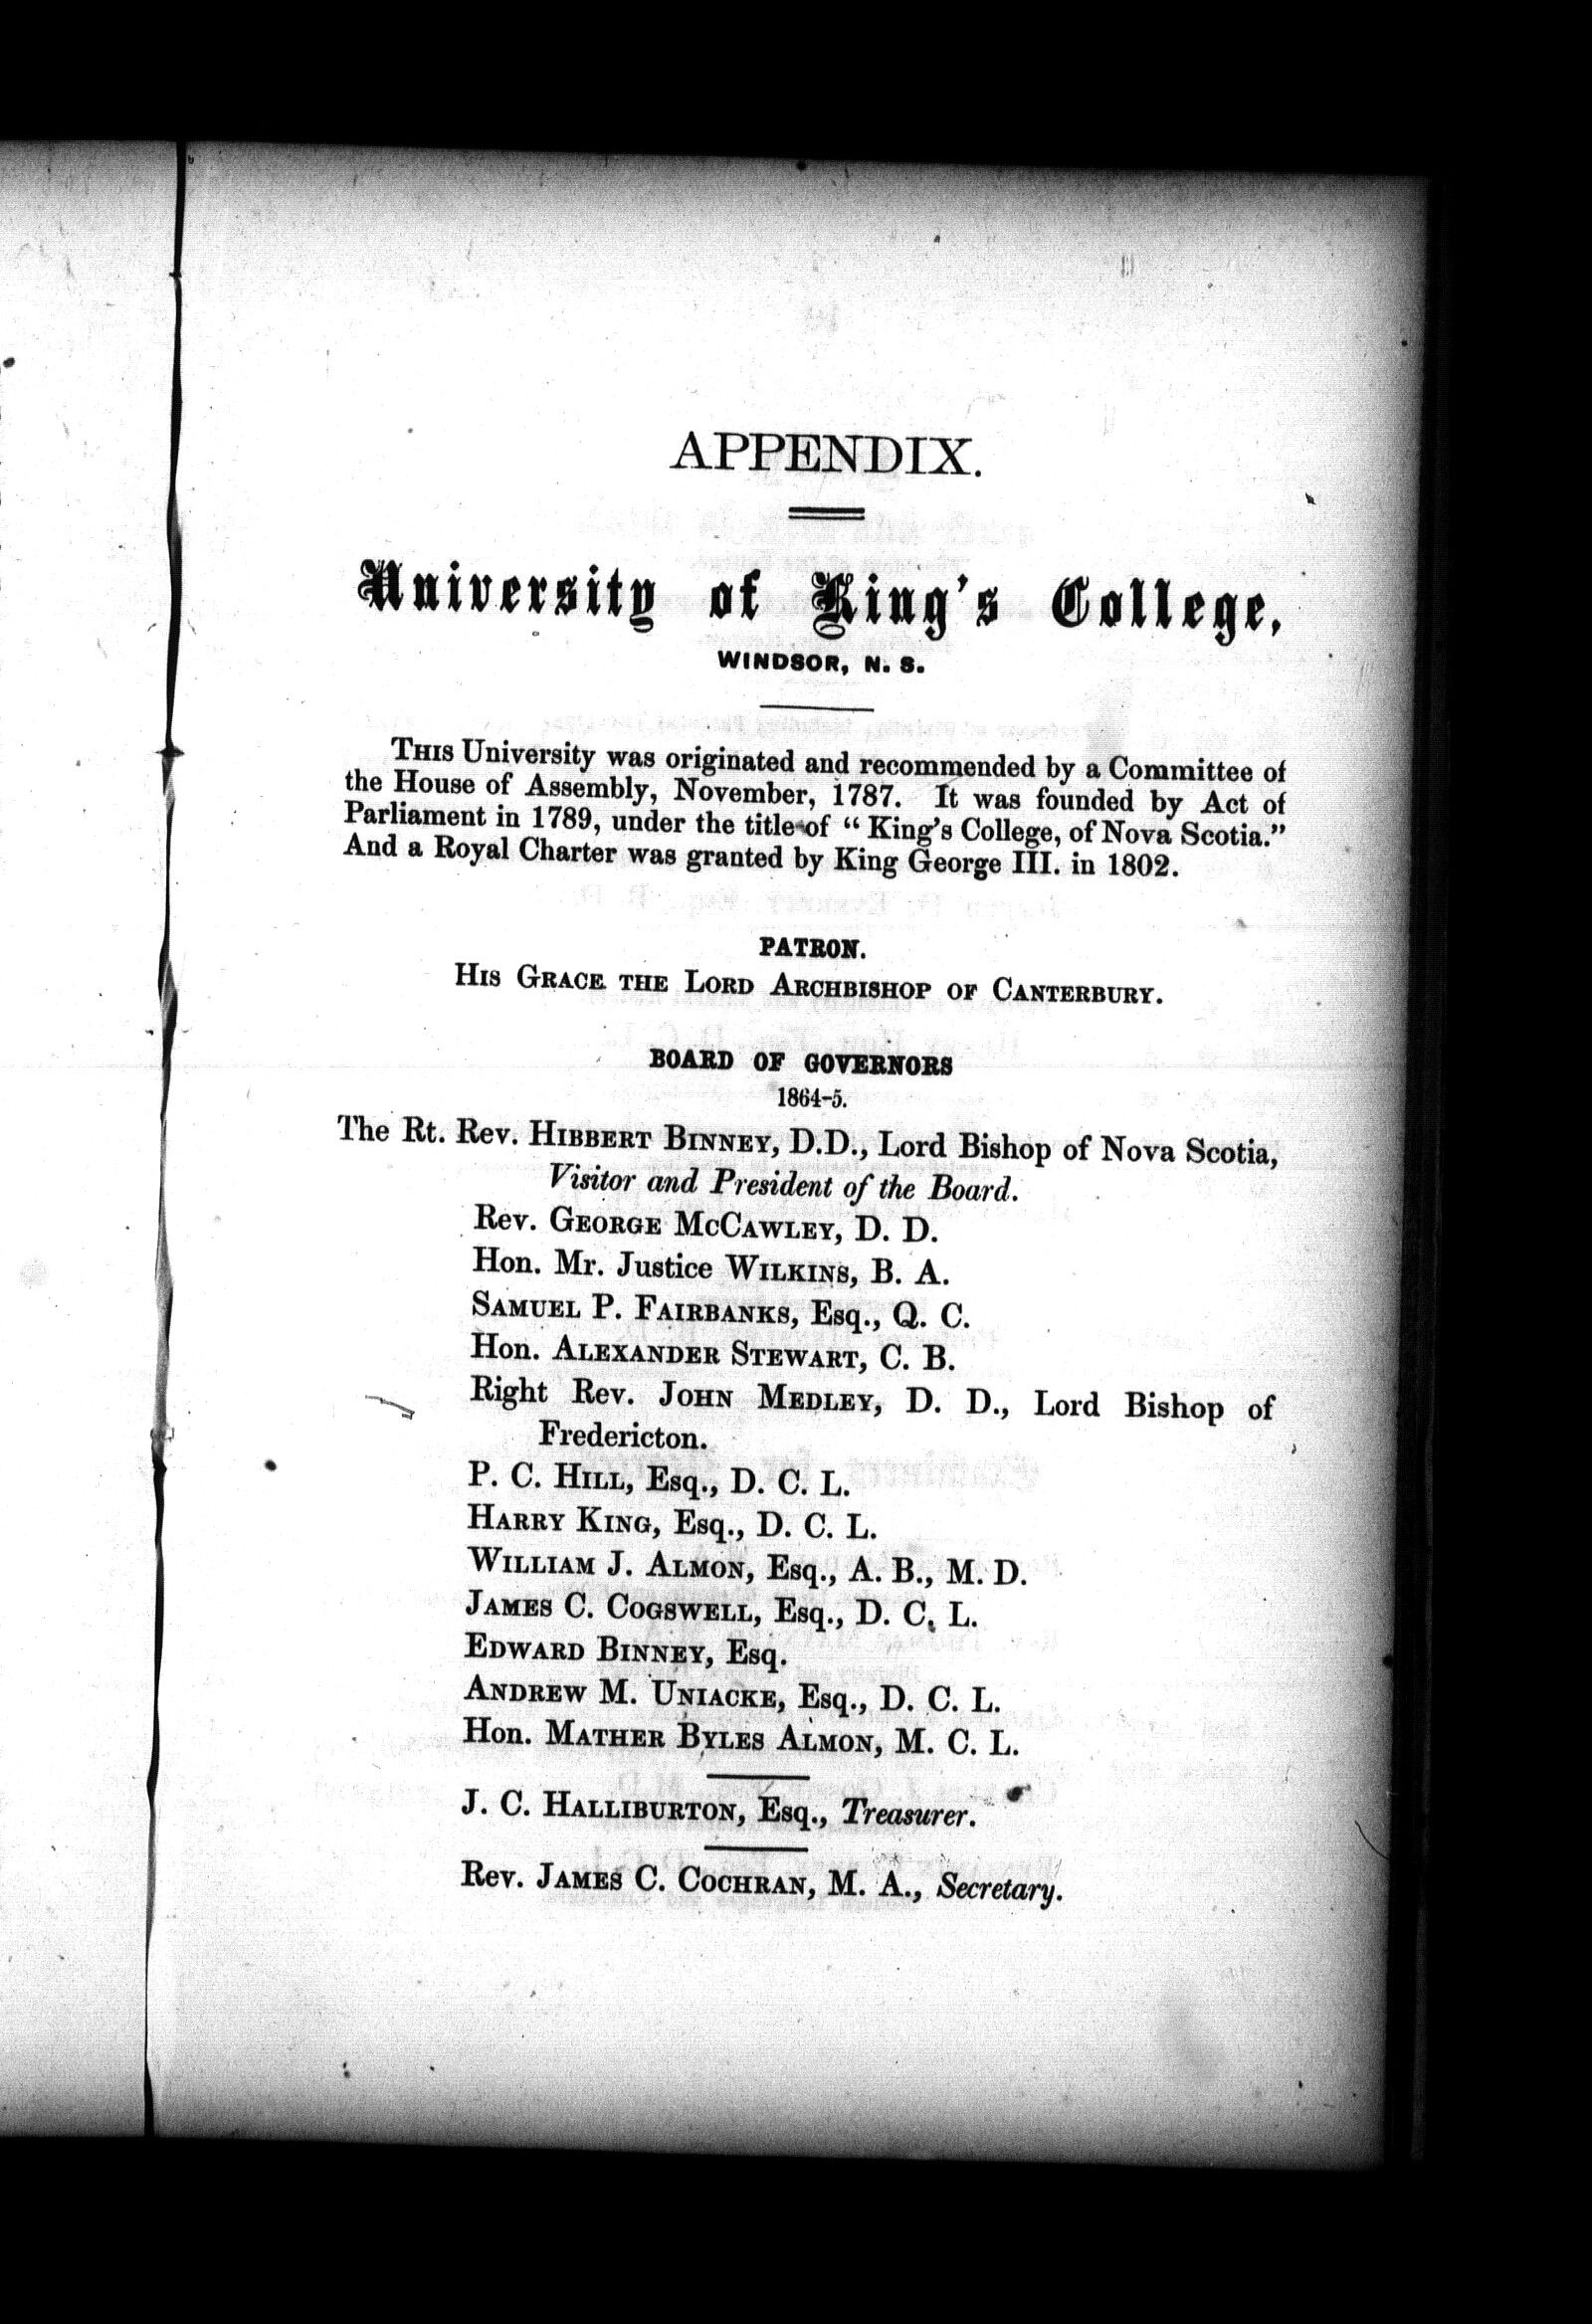 APPENDIX.
University of King's College,
WINDSOR, N. S.
THIS University was originated and recommended by a Committee of
the House of Assembly, November, 1787. It was founded by Act of
Parliament in 1789, under the title of “ King's College, of Nova Scotia.”
And a Royal Charter was granted by King George III. in 1802.
PATRON.
HIS GRACE THE LORD ARCHBISHOP OF CANTERBURY.
BOARD OF GOVERNORS
1864-5.
The Rt. Rev. HIBBERT BINNEY, D.D., Lord Bishop of Nova Scotia,
Visitor and President of the Board.
Rev. GEORGE MCCAWLEY, D. D.
Hon. Mr. Justice WILKINS, B. A.
SAMUEL P. FAIRBANKS, Esq., Q. C.
Hon. ALEXANDER STEWART, C. B.
Right Rev. JOHN MEDLEY, D. D., Lord Bishop of
Fredericton.
P. C. HILL, Esq., D. C. L.
HARRY KING, Esq., D. C. L.
WILLIAM J. ALMON, Esq., A. B., M. D.
JAMES C. COGSWELL, Esq., D. C. L.
EDWARD BINNEY, Esq.
ANDREW M. UNIACKE, Esq., D. C. L.
Hon. MATHER BYLES ALMON, M. C. L.
J. C. HALLIBURTON, Esq., Treasurer.
Rev. JAMES C. COCHRAN, M. A., Secretary.